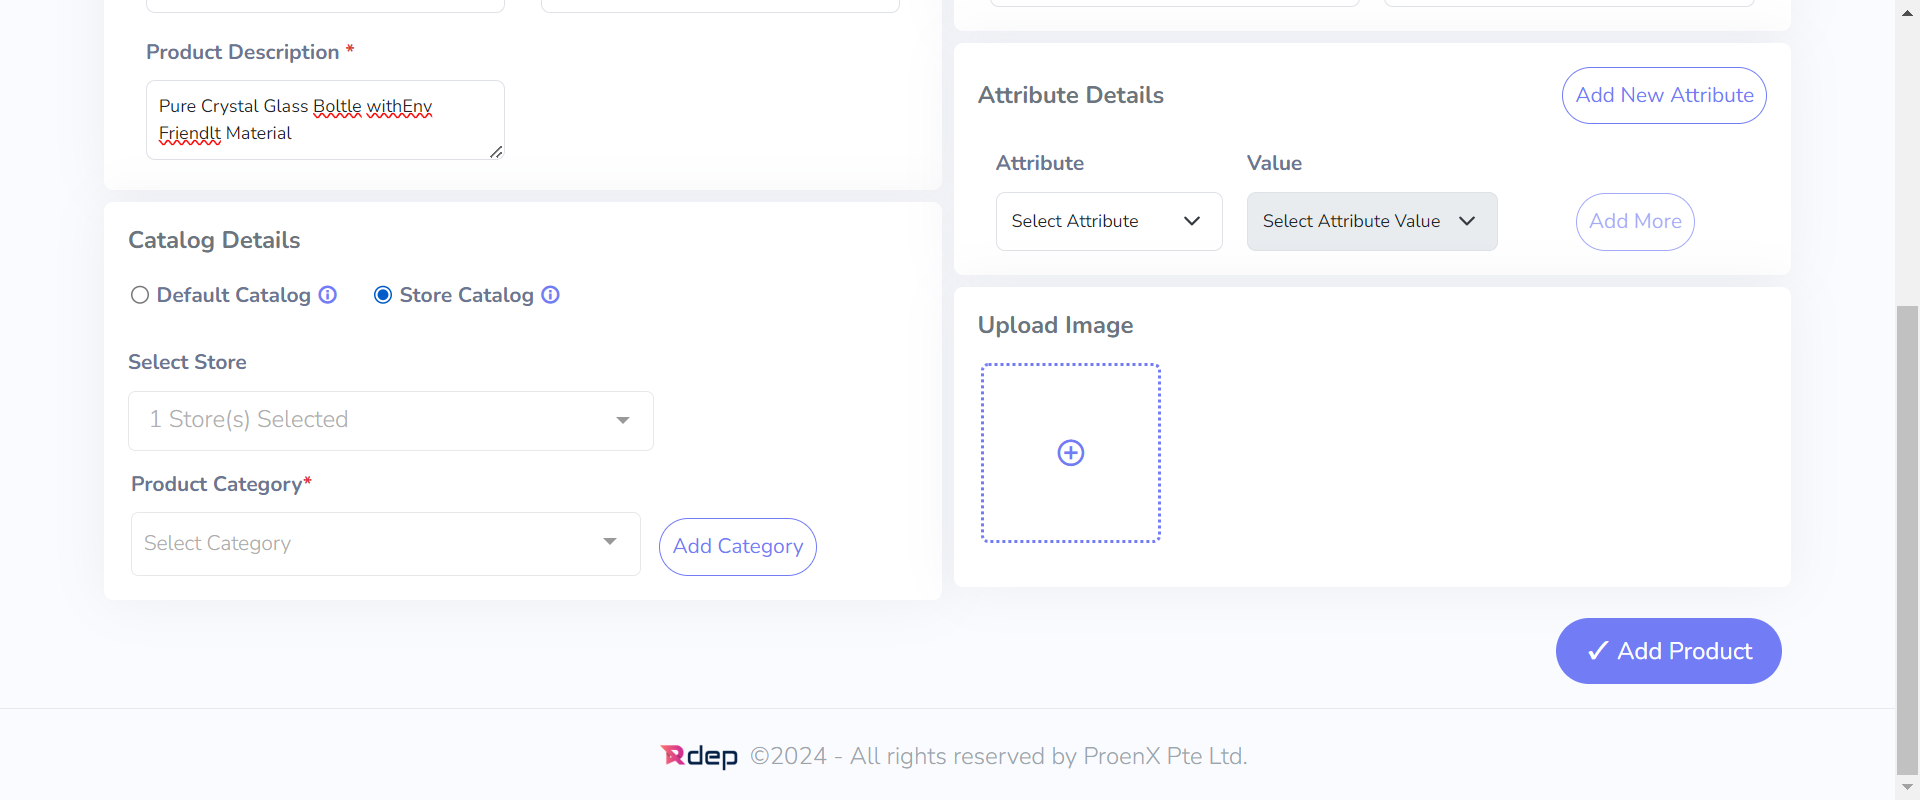 Product Description *
Pure Crystal Glass Boltle withEnv
Friendlt Material
Catalog Details
Default Catalog
Store Catalog
Select Store
1 Store(s) Selected
Product Category*
Select Category
Add Category
Attribute Details
Add New Attribute
Attribute
Value
Select Attribute
Select Attribute Value
Add More
Upload Image
✓ Add Product
Rdep ©2024 - All rights reserved by ProenX Pte Ltd.